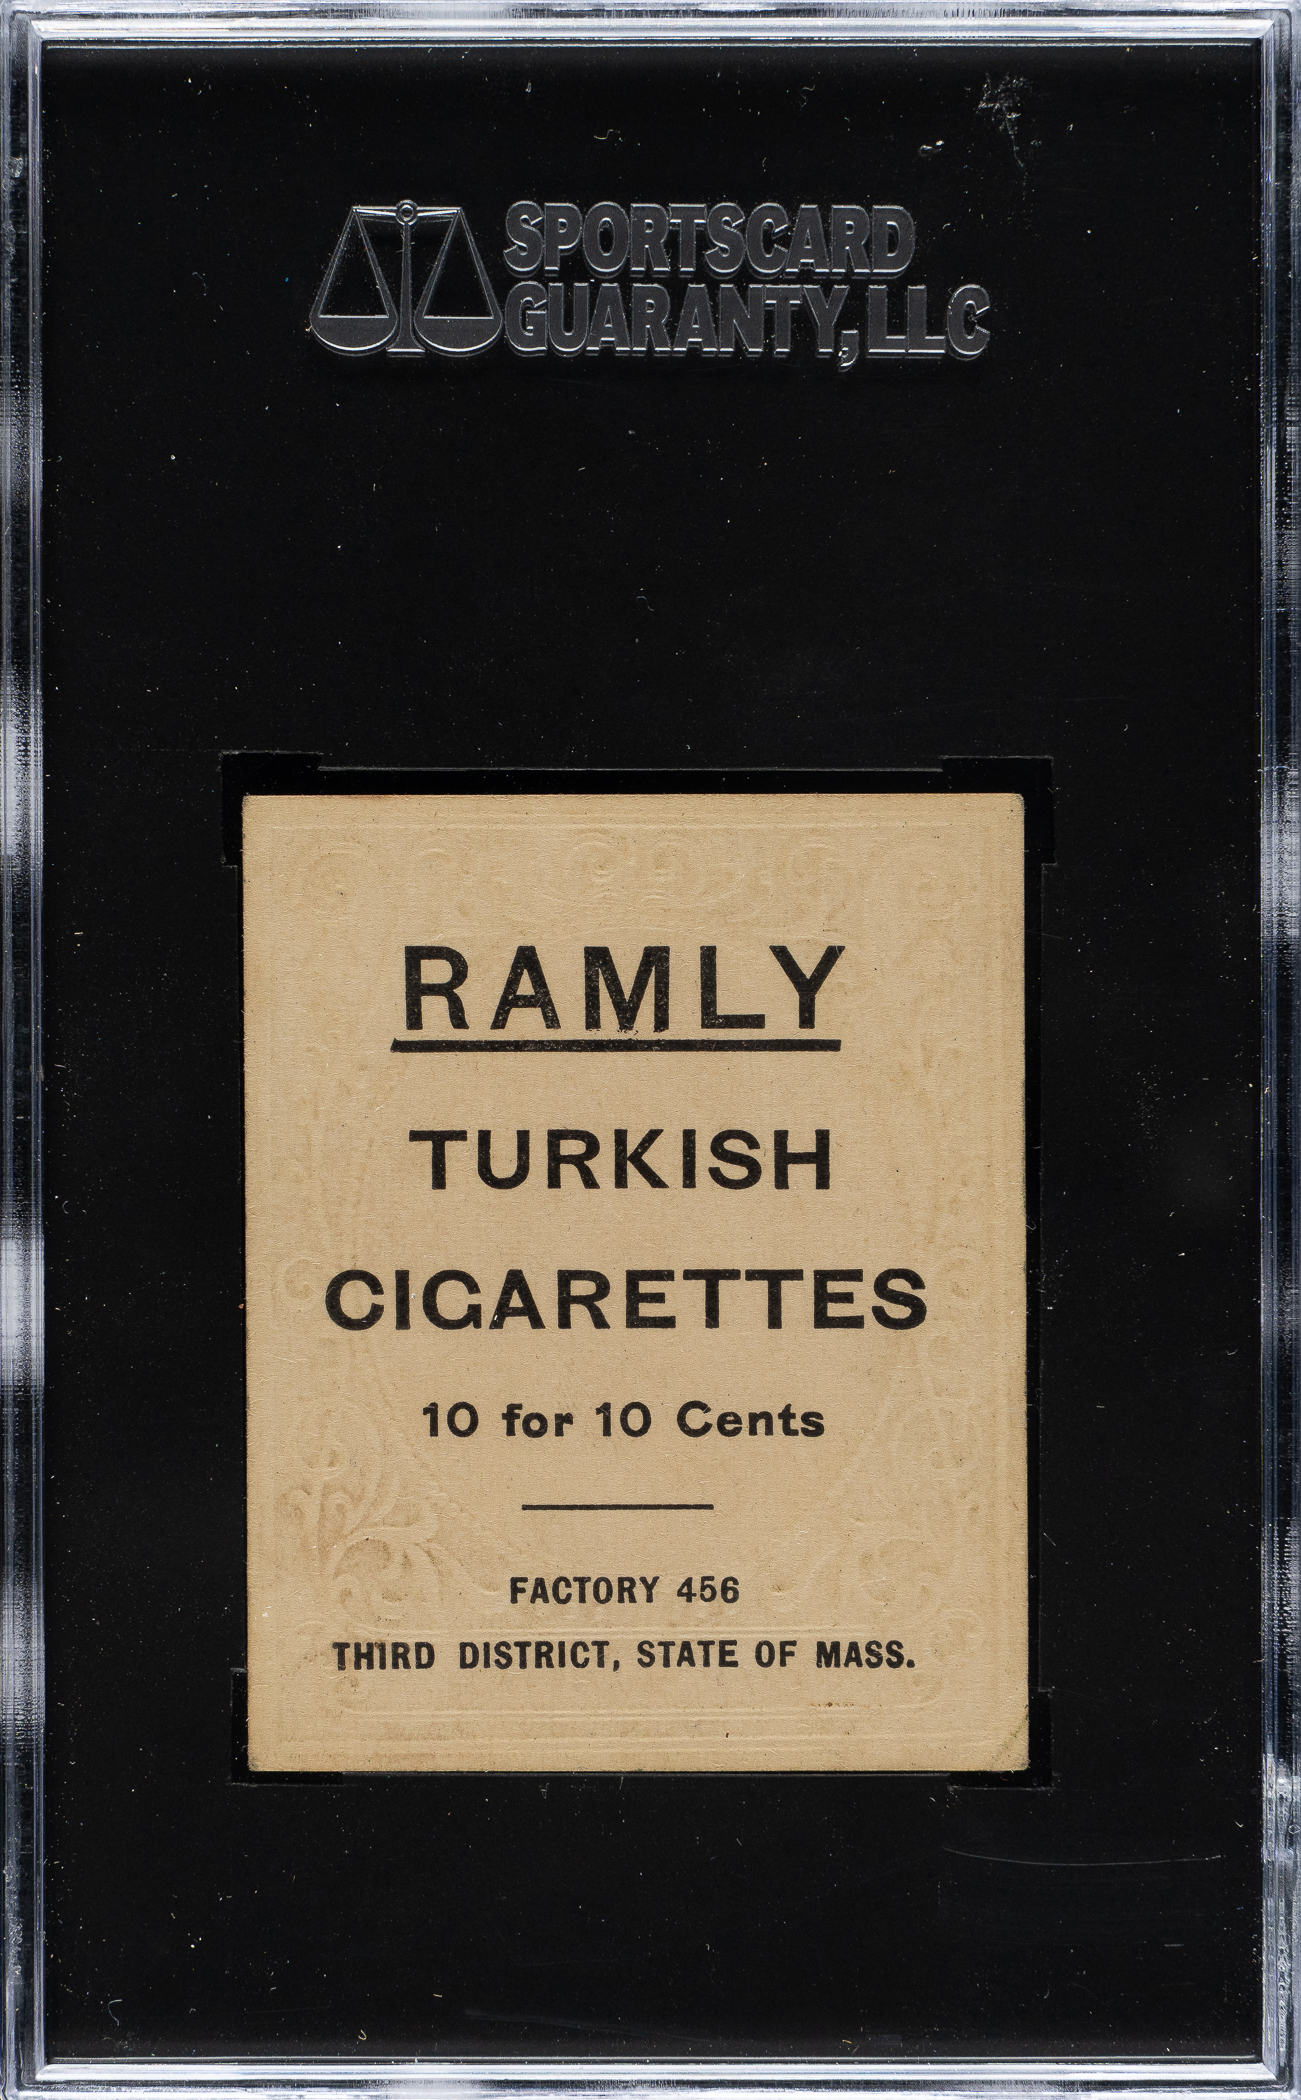 SPORTSCARD
GUARANTY, LLC
RAMLY
TURKISH
CIGARETTES
10 for 10 Cents
FACTORY 456
THIRD DISTRICT, STATE OF MASS.